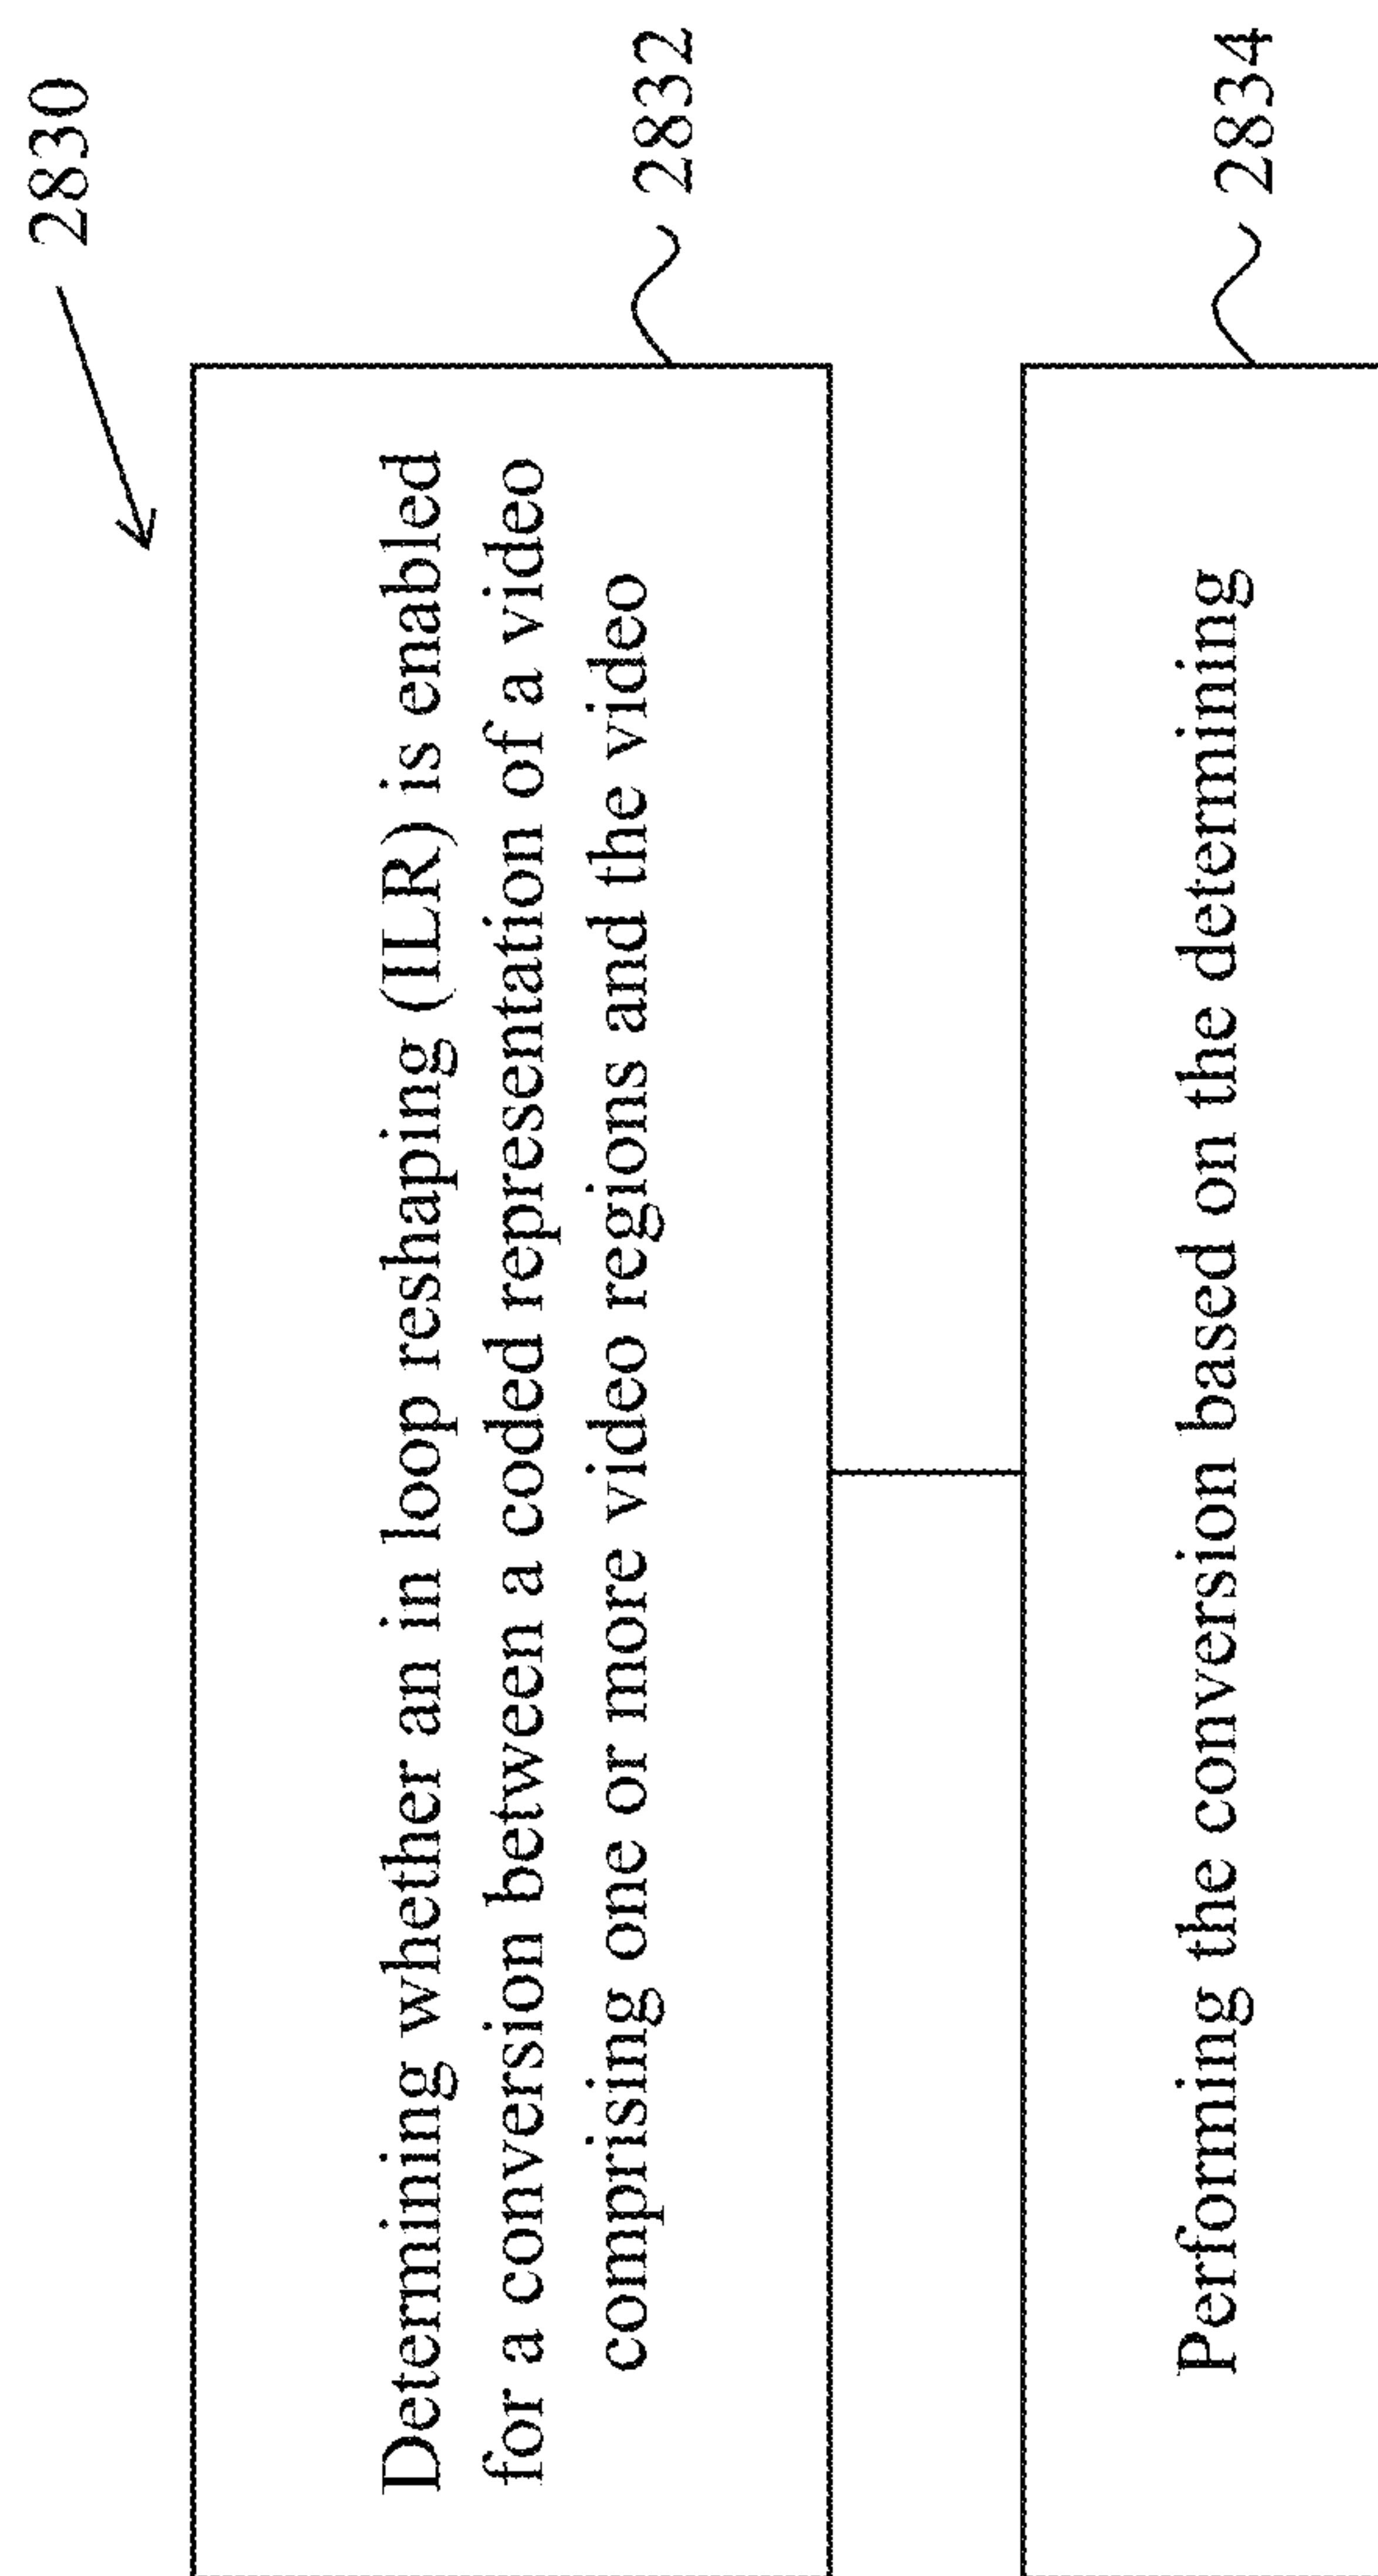 2830
Determining whether an in loop reshaping (ILR) is enabled
for a conversion between a coded representation of a video
comprising one or more video regions and the video
2832
Performing the conversion based on the determining
2834